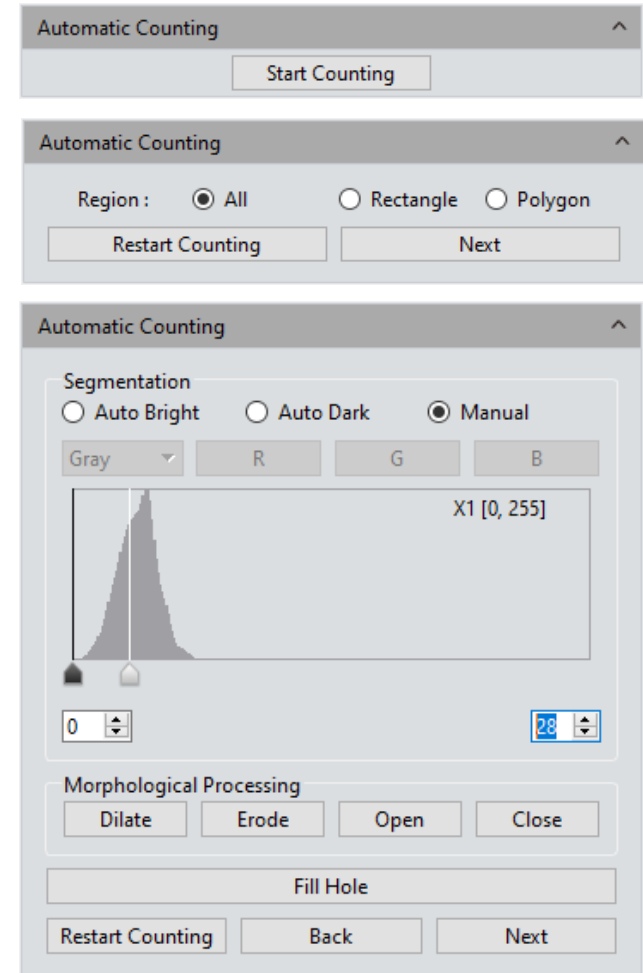 Automatic Counting
Start Counting
Automatic Counting
Region : All Rectangle Polygon
Restart Counting Next
Automatic Counting
Segmentation
Auto Bright Auto Dark Manual
Gray R G B
X1 [0, 255]
0 28
Morphological Processing
Dilate Erode Open Close
Fill Hole
Restart Counting Back Next